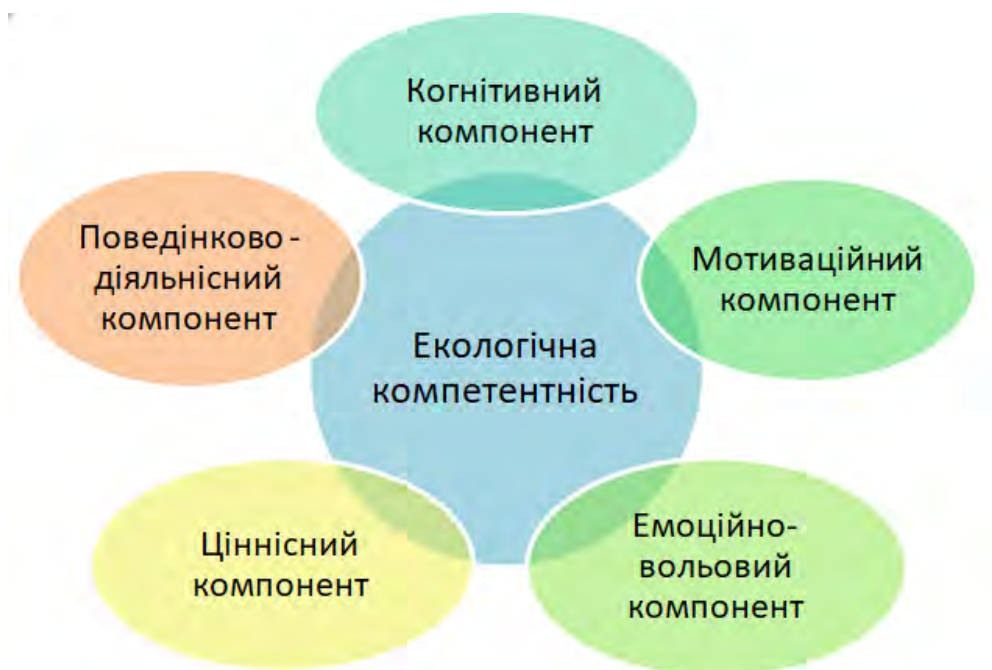 Когнітивний
компонент
Поведінково -
діяльнісний
компонент
Мотиваційний
компонент
Екологічна
компетентність
Ціннісний
компонент
Емоційно-
вольовий
компонент